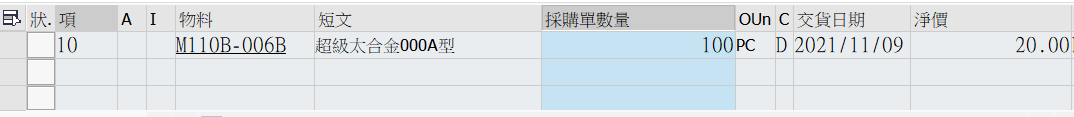 狀. 項 A I 物料 短文 採購單數量 OUn C 交貨日期 淨價
10 M110B-006B 超級太合金000A型 100 PC D 2021/11/09 20.00